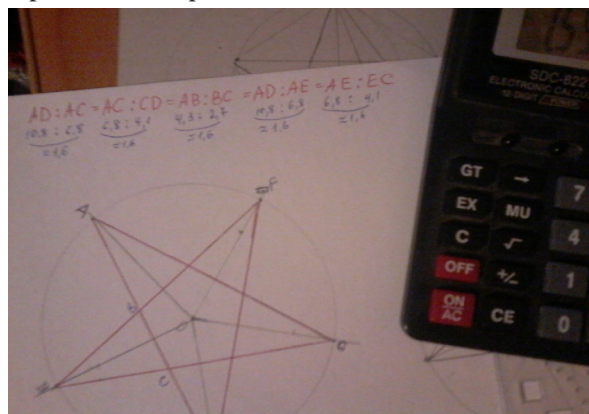 AD:AC=AC:CD=AB:BC=AD:AE=AE:EC
10,8:6,8 6,8:4,1 4,3:2,7 10,8:6,8 6,8:4,1
≈1,6 ≈1,6 ≈1,6 ≈1,6 ≈1,6
SDC-822
ELECTRONIC CALCU
12 DIGIT
GT → 7
EX MU
C √ 4
OFF +/- 1
ON
AC CE 0
A
F
B
C